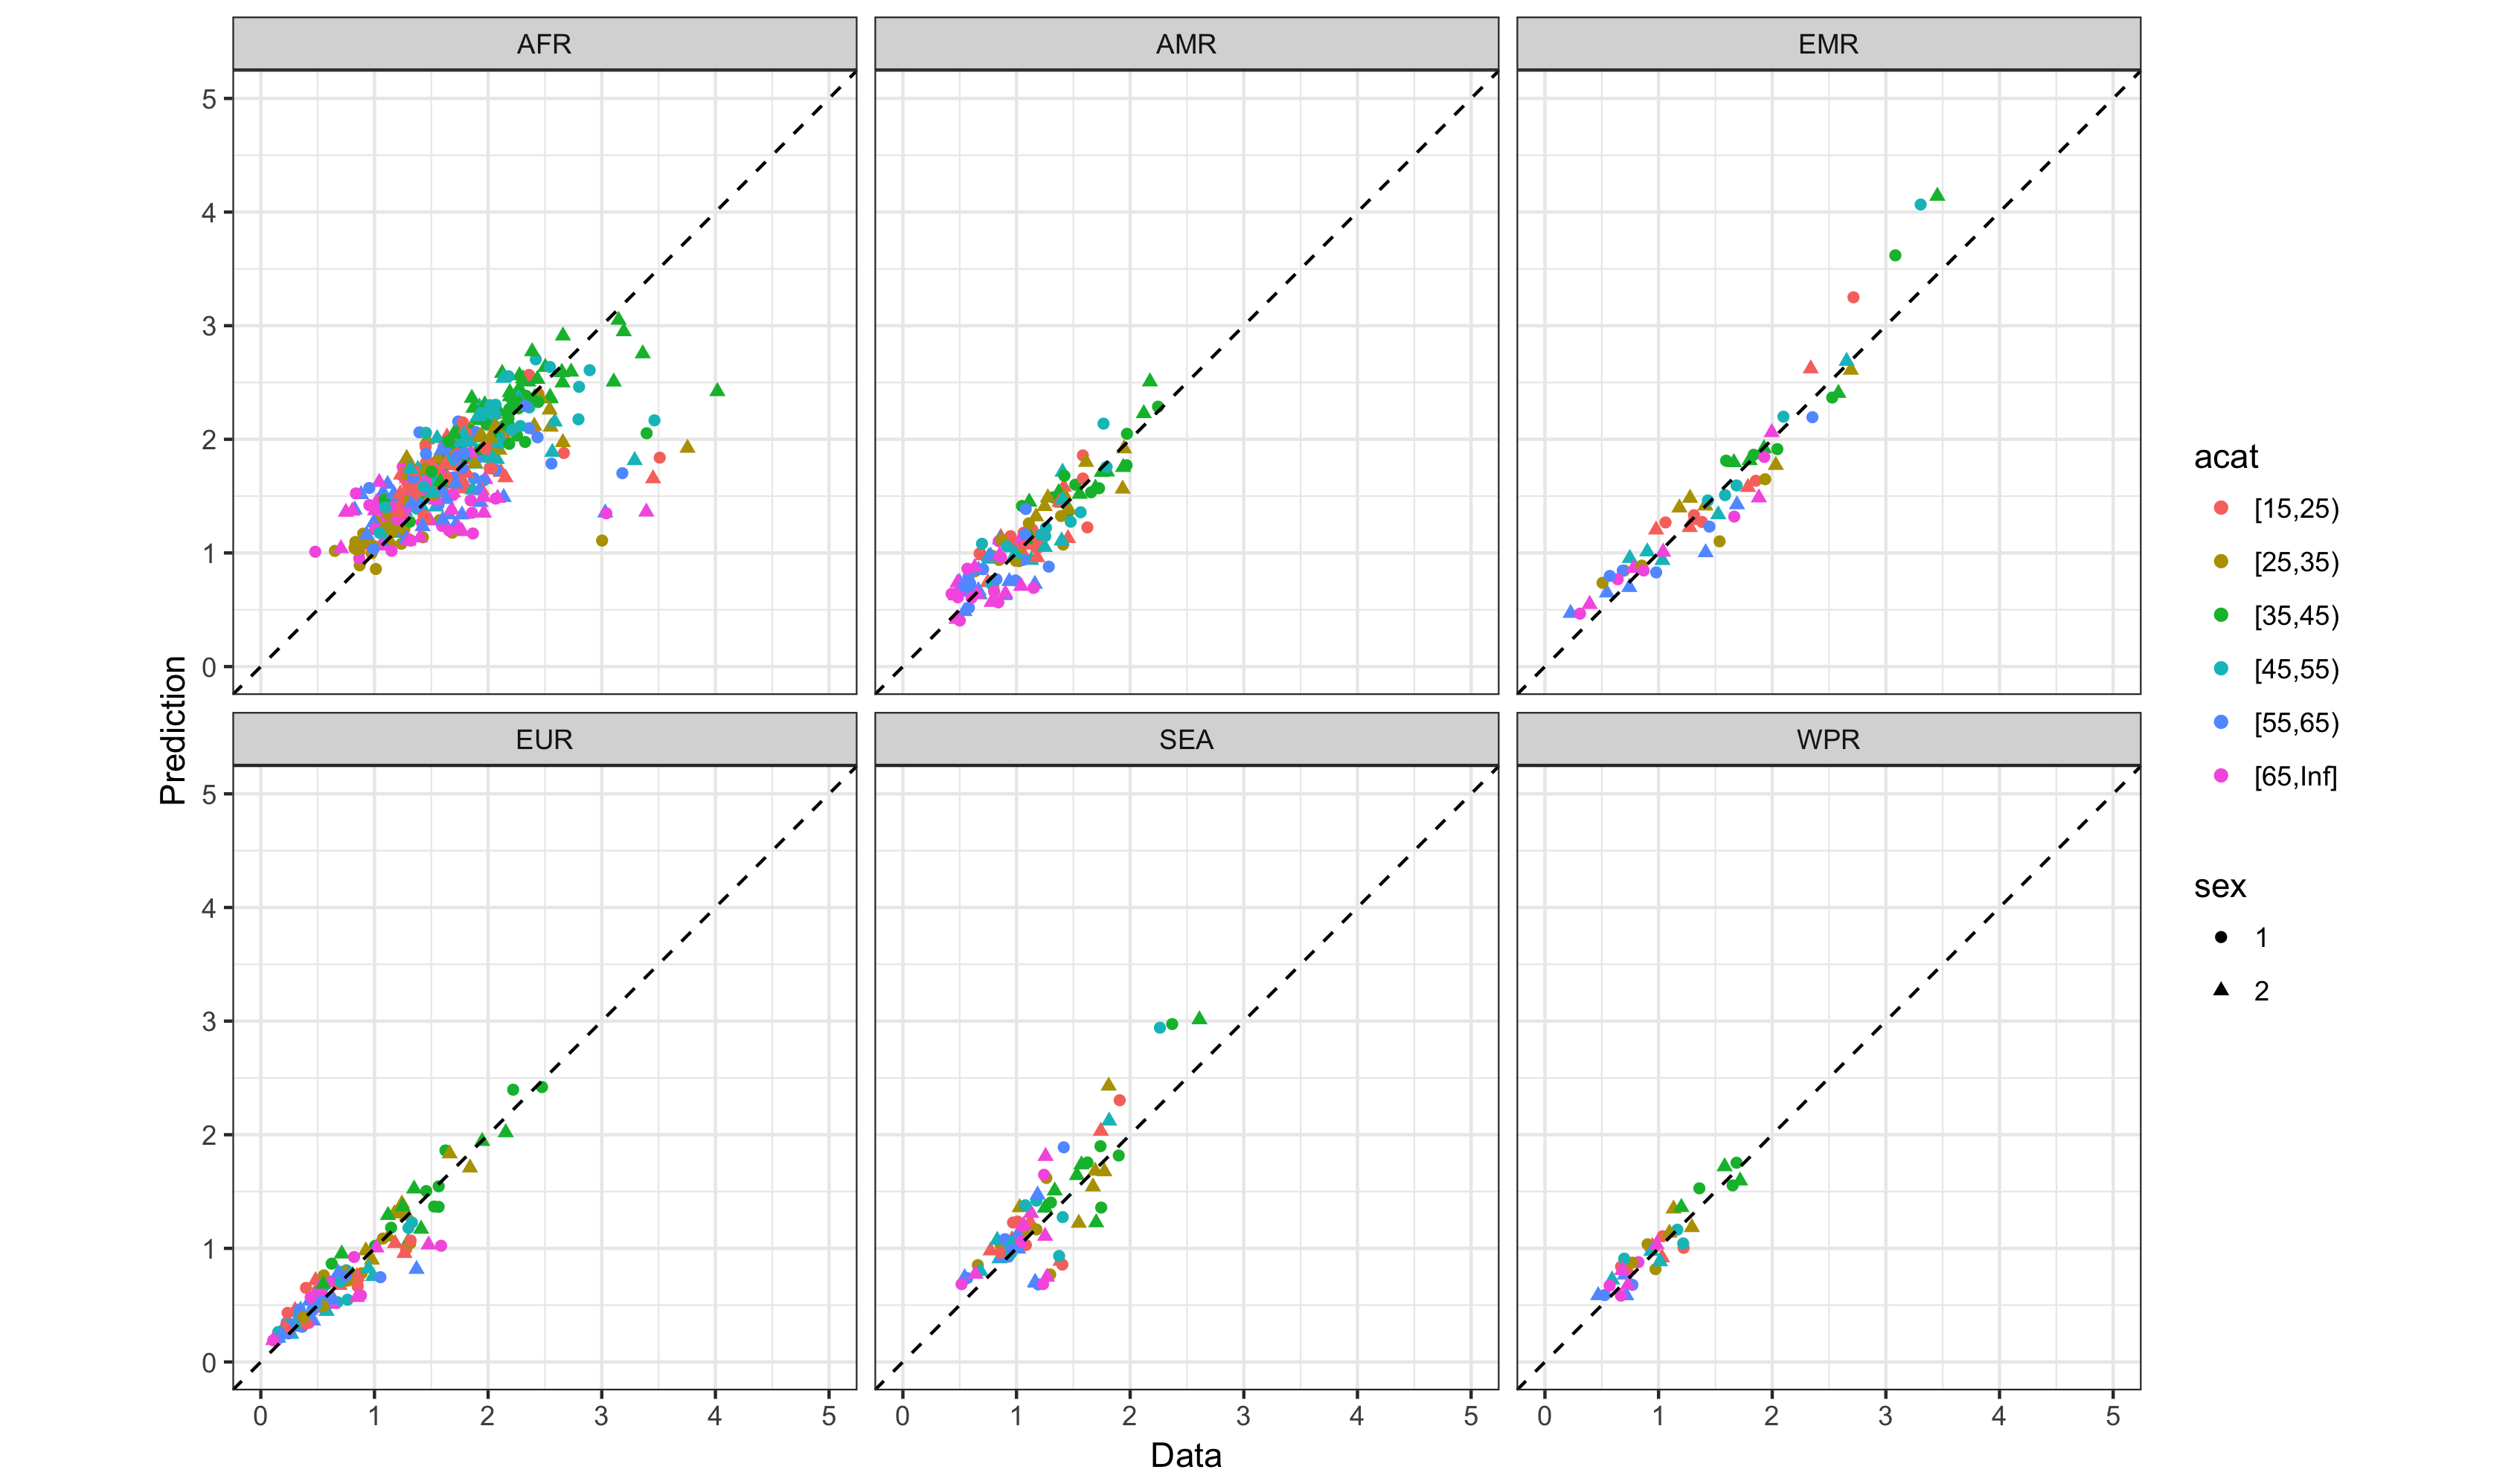 AFR
AMR
EMR
5
4
3
2
1
0
EUR
SEA
WPR
5
4
3
2
1
0
0 1 2 3 4 5
0 1 2 3 4 5
0 1 2 3 4 5
Prediction
Data
acat
[15,25)
[25,35)
[35,45)
[45,55)
[55,65)
[65,Inf]
sex
1
2